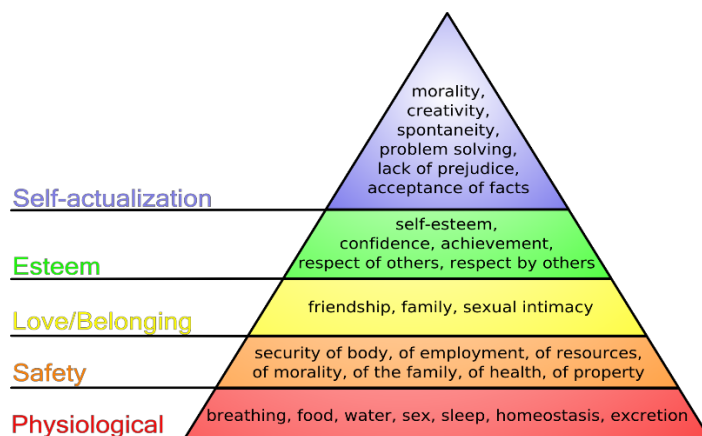 morality,
creativity,
spontaneity,
problem solving,
lack of prejudice,
acceptance of facts
Self-actualization
self-esteem,
confidence, achievement,
respect of others, respect by others
Esteem
friendship, family, sexual intimacy
Love/Belonging
security of body, of employment, of resources,
of morality, of the family, of health, of property
Safety
breathing, food, water, sex, sleep, homeostasis, excretion
Physiological